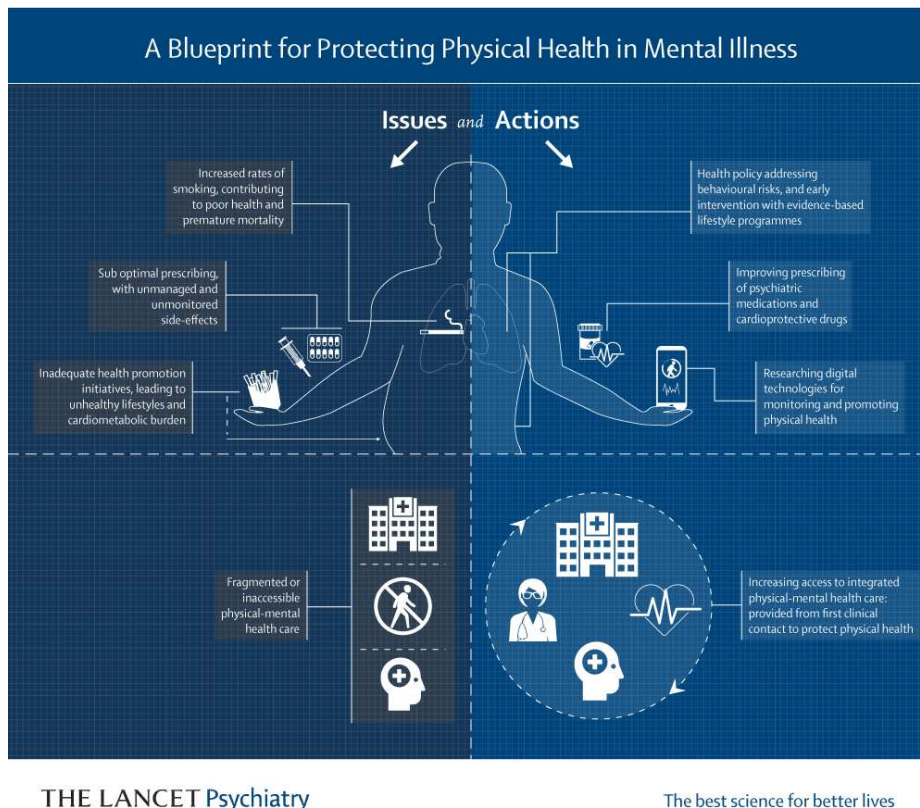 A Blueprint for Protecting Physical Health in Mental Illness
Issues and Actions
Increased rates of
smoking, contributing
to poor health and
premature mortality
Sub optimal prescribing,
with unmanaged and
unmonitored
side-effects
Inadequate health promotion
initiatives, leading to
unhealthy lifestyles and
cardiometabolic burden
Health policy addressing
behavioural risks, and early
intervention with evidence-based
lifestyle programmes
Improving prescribing
of psychiatric
medications and
cardioprotective drugs
Researching digital
technologies for
monitoring and promoting
physical health
Fragmented or
inaccessible
physical-mental
health care
Increasing access to integrated
physical-mental health care:
provided from first clinical
contact to protect physical health
THE LANCET Psychiatry
The best science for better lives